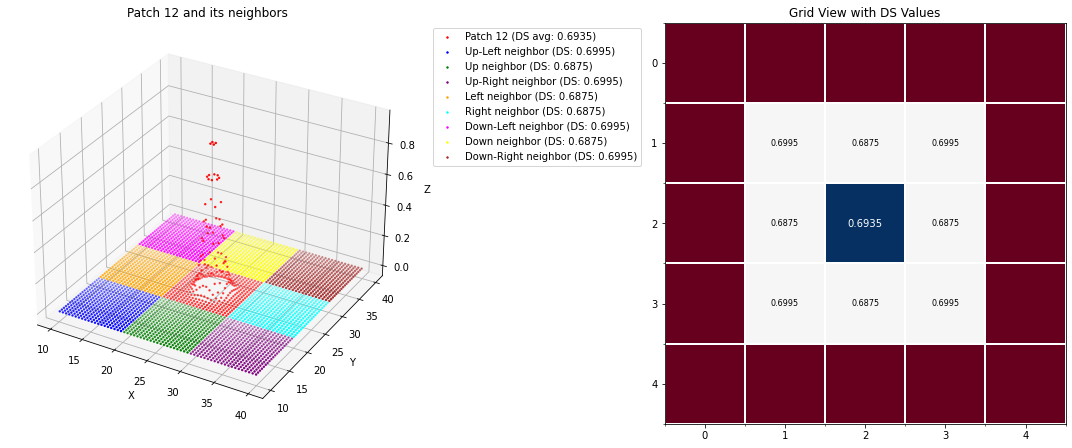 Patch 12 and its neighbors
Patch 12 (DS avg: 0.6935)
Up-Left neighbor (DS: 0.6995)
Up neighbor (DS: 0.6875)
Up-Right neighbor (DS: 0.6995)
Left neighbor (DS: 0.6875)
Right neighbor (DS: 0.6875)
Down-Left neighbor (DS: 0.6995)
Down neighbor (DS: 0.6875)
Down-Right neighbor (DS: 0.6995)
0.8
0.6
0.4
0.2
0.0
Z
10
15
20
25
30
35
40
X
10
15
20
25
30
35
40
Y
Grid View with DS Values
0
1
0.6995 0.6875 0.6995
2
0.6875 0.6935 0.6875
3
0.6995 0.6875 0.6995
4
0 1 2 3 4